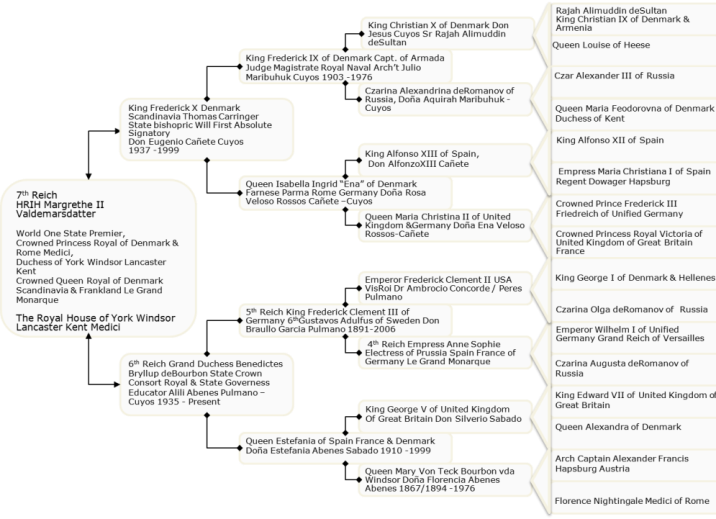 7th Reich
HRIH Margrethe II
Valdemarsdatter
World One State Premier,
Crowned Princess Royal of Denmark &
Rome Medici,
Duchess of York Windsor Lancaster
Kent
Crowned Queen Royal of Denmark
Scandinavia & Frankland Le Grand
Monarque
The Royal House of York Windsor
Lancaster Kent Medici
King Frederick X Denmark
Scandinavia Thomas Carringer
State bishopric Will First Absolute
Signatory
Don Eugenio Cañete Cuyos
1937 -1999
6th Reich Grand Duchess Benedictes
Bryllup deBourbon State Crown
Consort Royal & State Governess
Educator Alili Abenes Pulmano –
Cuyos 1935 - Present
King Frederick IX of Denmark Capt. of Armada
Judge Magistrate Royal Naval Arch't Julio
Maribuhuk Cuyos 1903 -1976
Queen Isabella Ingrid "Ena" of Denmark
Farnese Parma Rome Germany Doña Rosa
Veloso Rossos Cañete –Cuyos
5th Reich King Frederick Clement III of
Germany 6thGustavos Adulfus of Sweden Don
Braullo Garcia Pulmano 1891-2006
Queen Estefania of Spain France & Denmark
Doña Estefania Abenes Sabado 1910 -1999
King Christian X of Denmark Don
Jesus Cuyos Sr Rajah Alimuddin
deSultan
Czarina Alexandrina deRomanov of
Russia, Doña Aquirah Maribuhuk -
Cuyos
King Alfonso XIII of Spain,
Don AlfonzoXIII Cañete
Queen Maria Christina II of United
Kingdom &Germany Doña Ena Veloso
Rossos-Cañete
Emperor Frederick Clement II USA
VisRoi Dr Ambrocio Concorde / Peres
Pulmano
4th Reich Empress Anne Sophie
Electress of Prussia Spain France of
Germany Le Grand Monarque
King George V of United Kingdom
Of Great Britain Don Silverio Sabado
Queen Mary Von Teck Bourbon vda
Windsor Doña Florencia Abenes
Abenes 1867/1894 -1976
Rajah Alimuddin deSultan
King Christian IX of Denmark &
Armenia
Queen Louise of Heese
Czar Alexander III of Russia
Queen Maria Feodorovna of Denmark
Duchess of Kent
King Alfonso XII of Spain
Empress Maria Christiana I of Spain
Regent Dowager Hapsburg
Crowned Prince Frederick III
Friedreich of Unified Germany
Crowned Princess Royal Victoria of
United Kingdom of Great Britain
France
King George I of Denmark & Hellenes
Czarina Olga deRomanov of Russia
Emperor Wilhelm I of Unified
Germany Grand Reich of Versailles
Czarina Augusta deRomanov of
Russia
King Edward VII of United Kingdom of
Great Britain
Queen Alexandra of Denmark
Arch Captain Alexander Francis
Hapsburg Austria
Florence Nightingale Medici of Rome